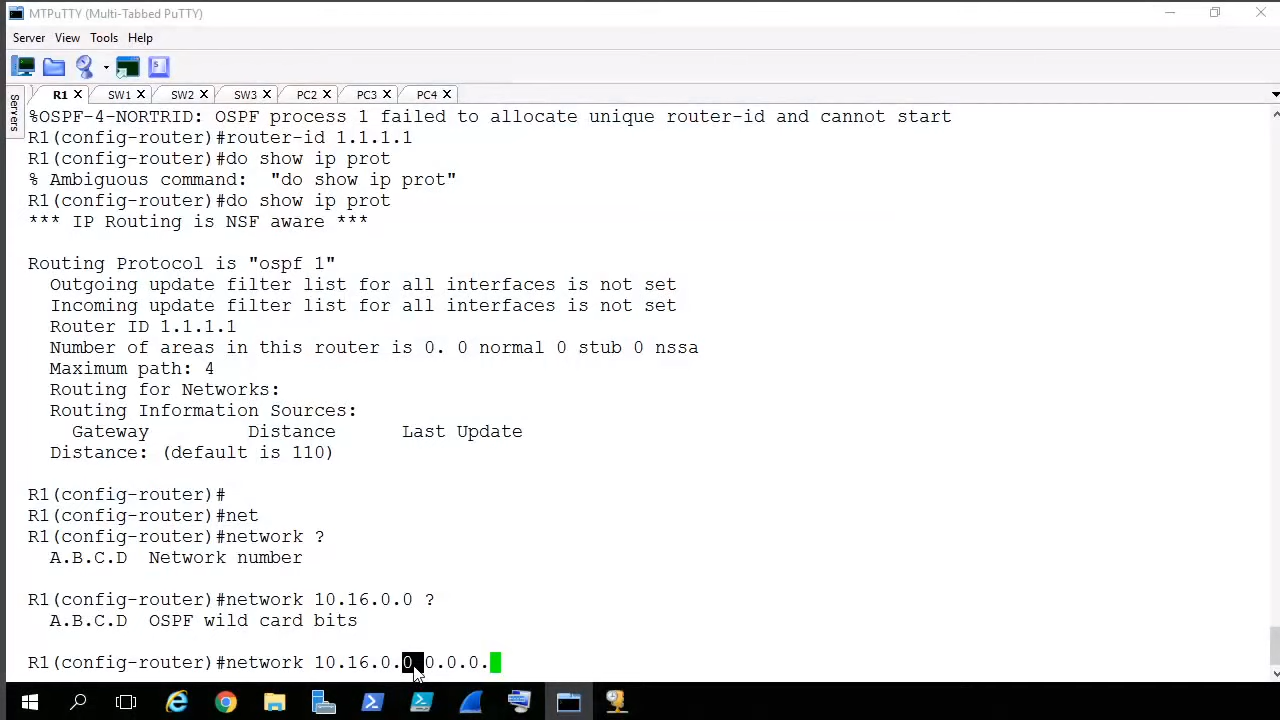 MTPuTTY (Multi-Tabbed PuTTY)
Server View Tools Help
Servers
R1 SW1 SW2 SW3 PC2 PC3 PC4
%OSPF-4-NORTRID: OSPF process 1 failed to allocate unique router-id and cannot start
R1(config-router)#router-id 1.1.1.1
R1(config-router)#do show ip prot
% Ambiguous command:  "do show ip prot"
R1(config-router)#do show ip prot
*** IP Routing is NSF aware ***
Routing Protocol is "ospf 1"
Outgoing update filter list for all interfaces is not set
Incoming update filter list for all interfaces is not set
Router ID 1.1.1.1
Number of areas in this router is 0. 0 normal 0 stub 0 nssa
Maximum path: 4
Routing for Networks:
Routing Information Sources:
Gateway         Distance      Last Update
Distance: (default is 110)
R1(config-router)#
R1(config-router)#net
R1(config-router)#network ?
A.B.C.D  Network number
R1(config-router)#network 10.16.0.0 ?
A.B.C.D  OSPF wild card bits
R1(config-router)#network 10.16.0.0 0.0.0.